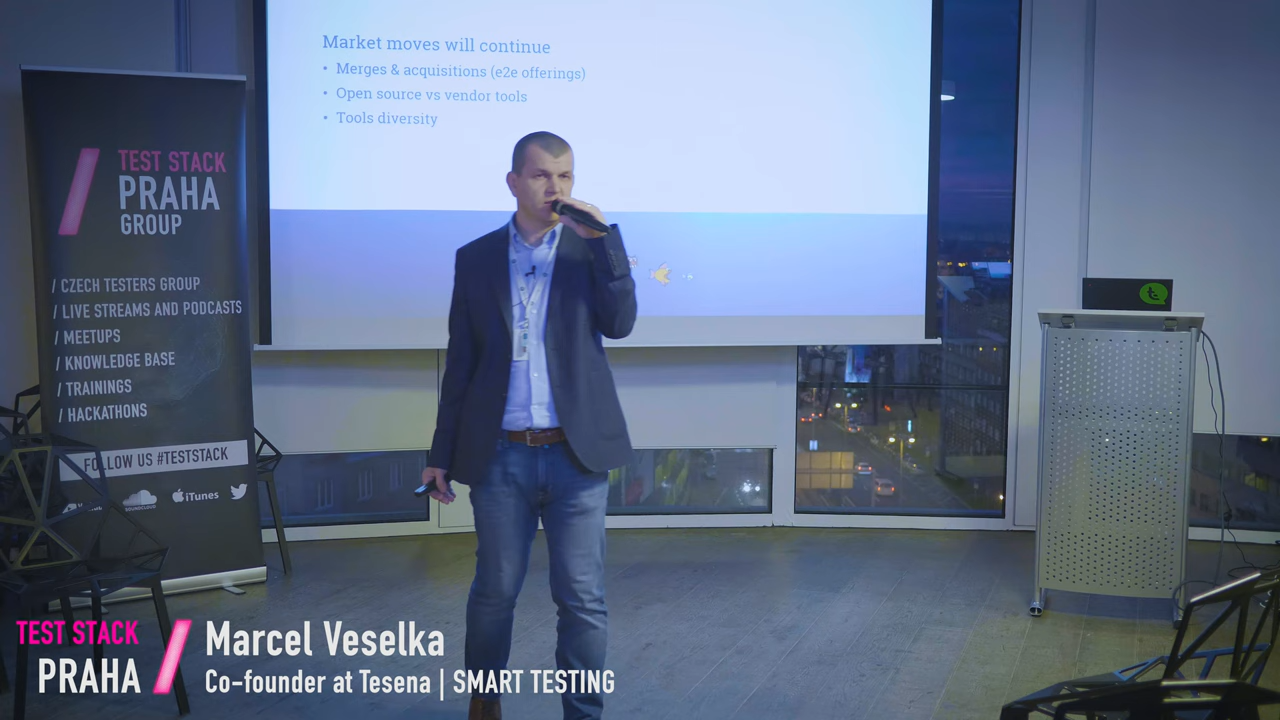 Market moves will continue
• Merges & acquisitions (e2e offerings)
• Open source vs vendor tools
• Tools diversity
TEST STACK
PRAHA
GROUP
/ CZECH TESTERS GROUP
/ LIVE STREAMS AND PODCASTS
/ MEETUPS
/ KNOWLEDGE BASE
/ TRAININGS
/ HACKATHONS
FOLLOW US #TESTSTACK
SOUNDCLOUD
iTunes
TEST STACK
PRAHA
Marcel Veselka
Co-founder at Tesena | SMART TESTING